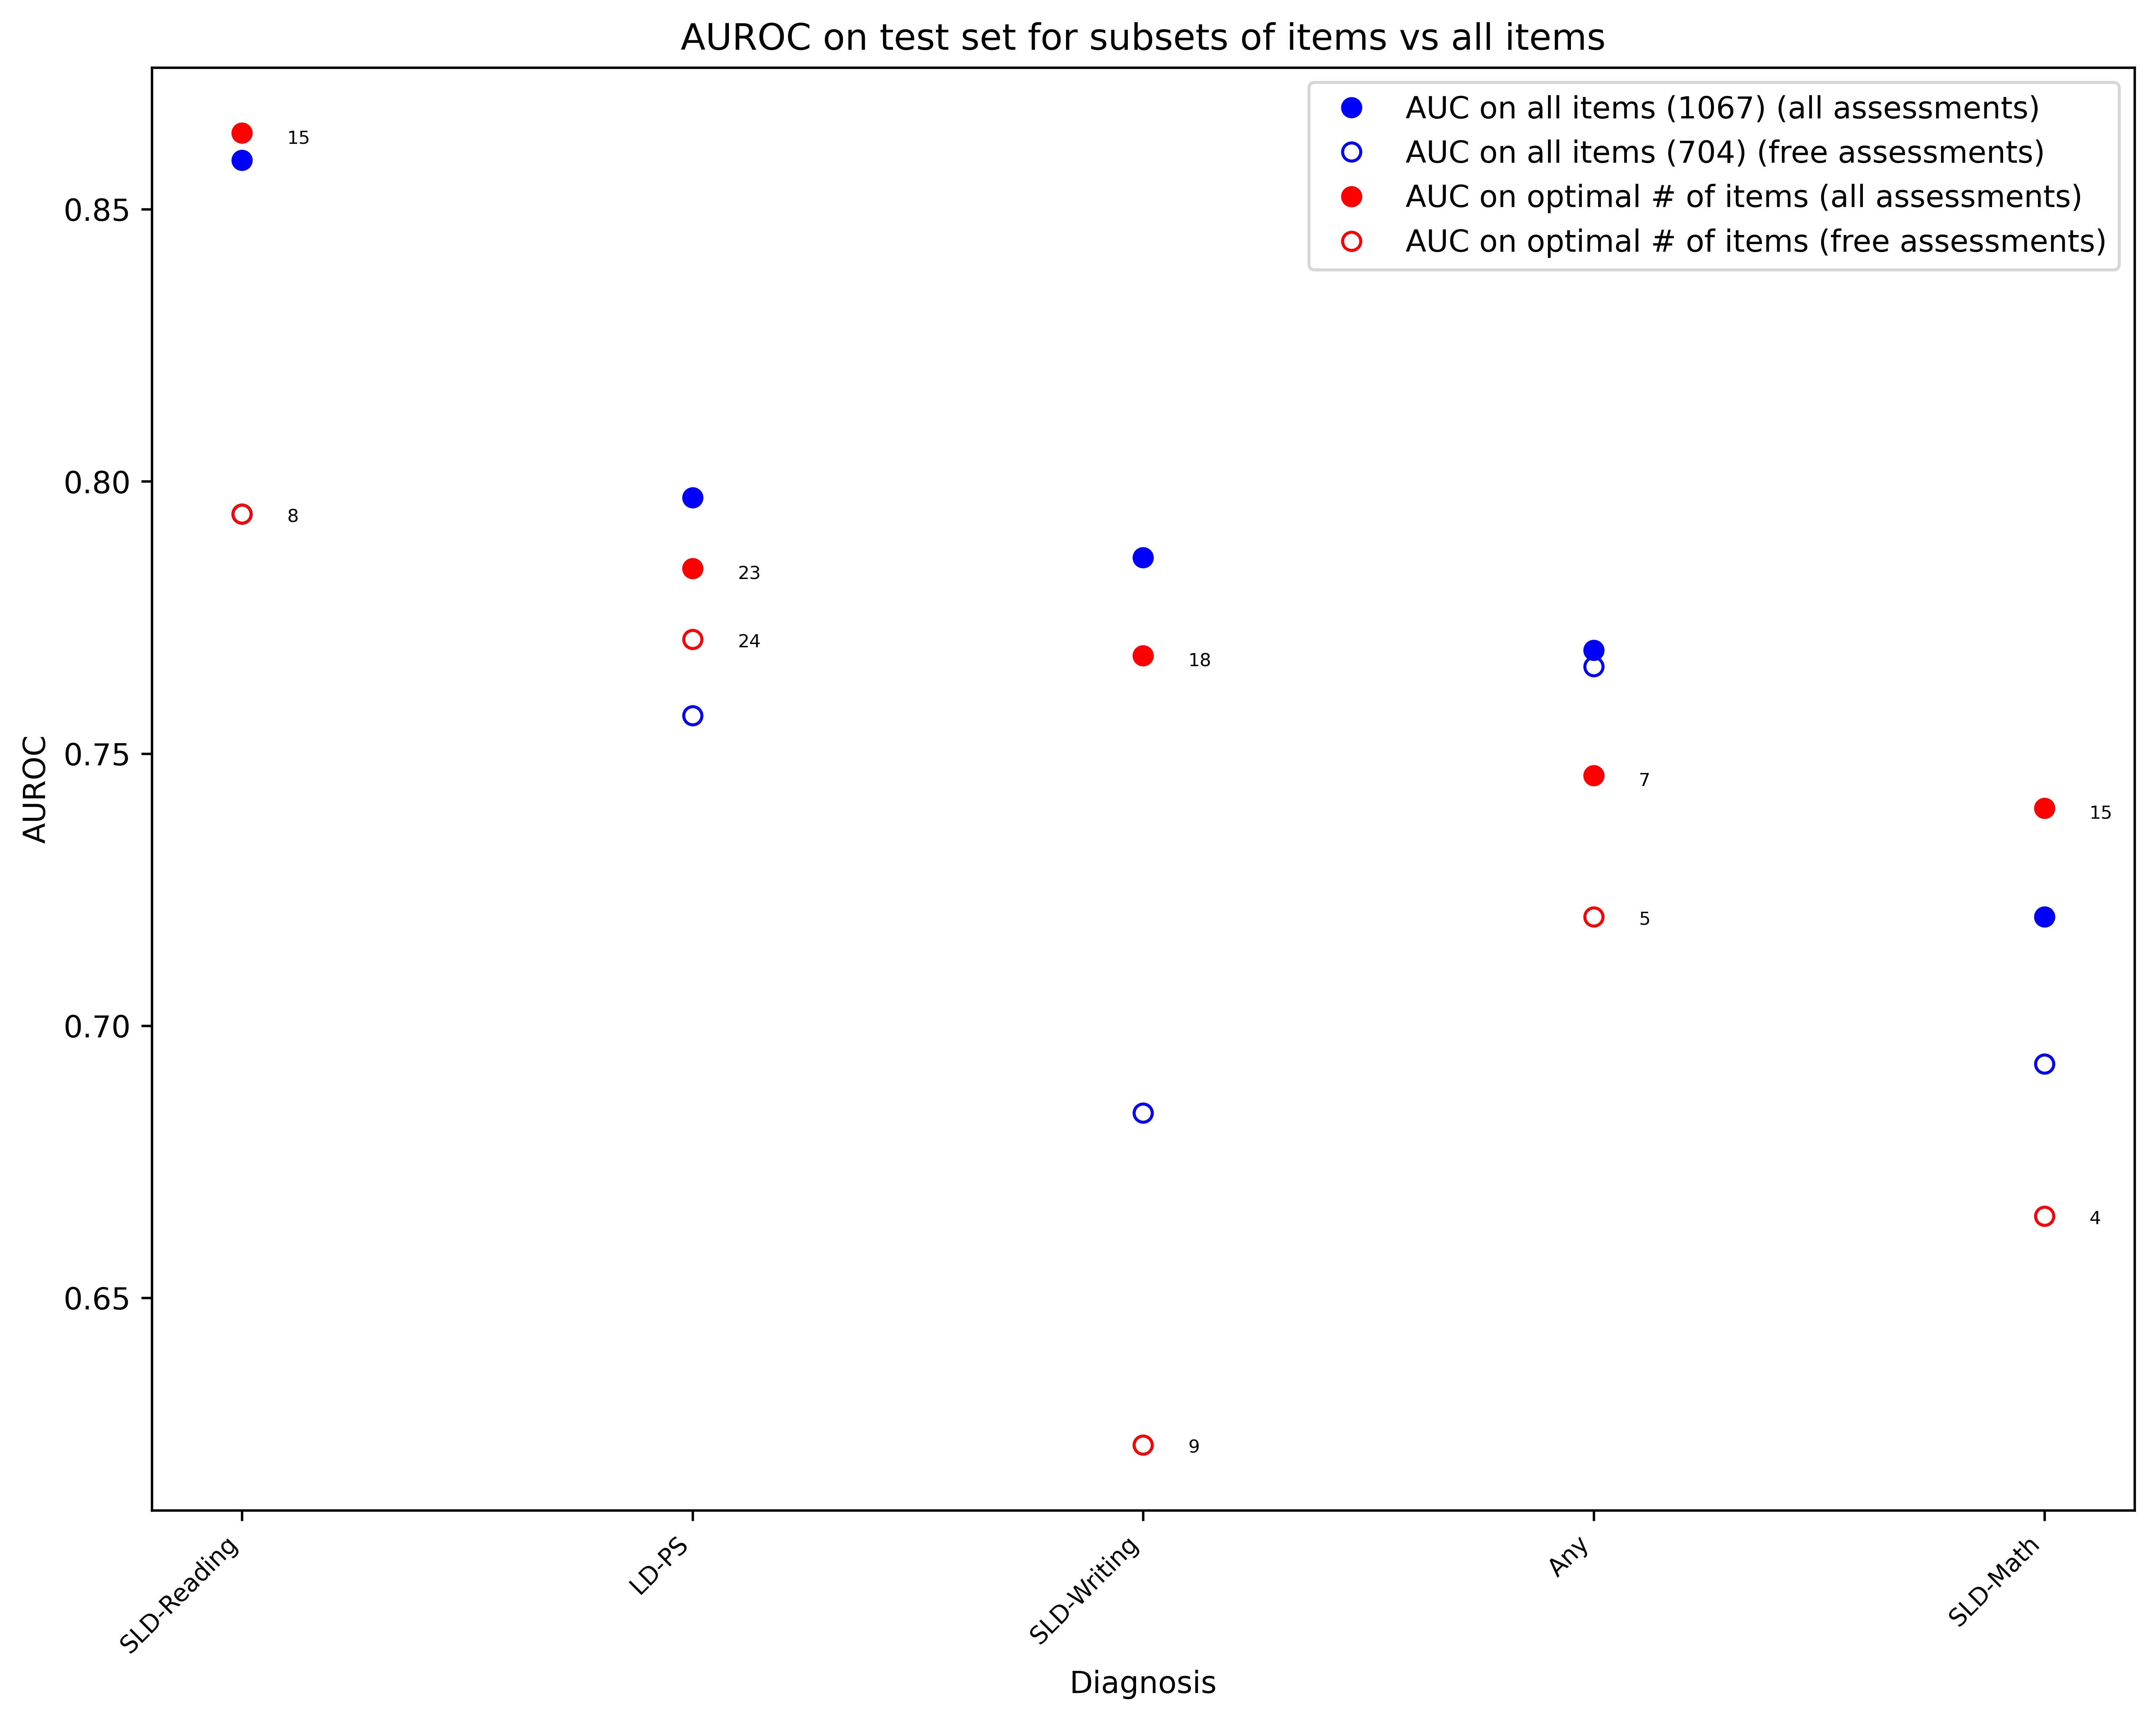 AUROC on test set for subsets of items vs all items
AUC on all items (1067) (all assessments)
AUC on all items (704) (free assessments)
AUC on optimal # of items (all assessments)
AUC on optimal # of items (free assessments)
15
0.85
0.80
8
23
24
18
0.75
7
15
AUROC
5
0.70
4
0.65
9
SLD-Reading
LD-PS
SLD-Writing
Any
SLD-Math
Diagnosis